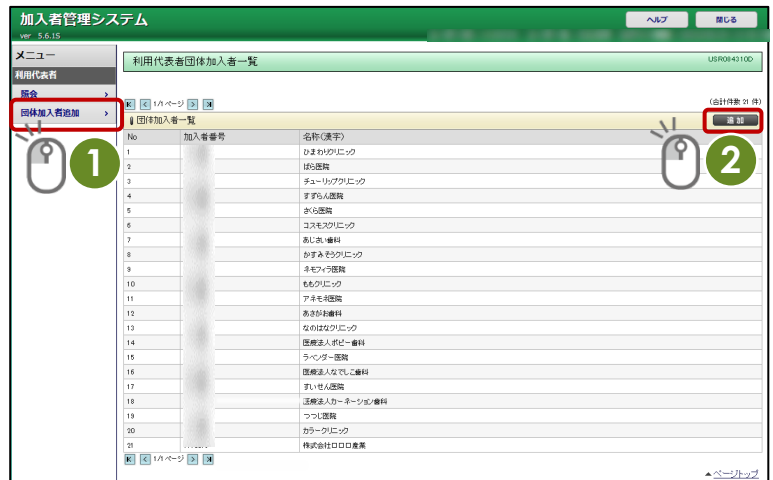 加入者管理システム
ver 5.6.15
ヘルプ
閉じる
メニュー
利用代表者
照会 >
団体加入者追加 >
1
利用代表者団体加入者一覧
USR084310D
1/1ページ
(合計件数 21 件)
団体加入者一覧
追加
2
No 加入者番号 名称(漢字)
1 ひまわりクリニック
2 ばら医院
3 チューリップクリニック
4 すずらん医院
5 さくら医院
6 コスモスクリニック
7 あじさい歯科
8 かすみそうクリニック
9 ネモフィラ医院
10 ももクリニック
11 アネモネ医院
12 あさがお歯科
13 なのはなクリニック
14 医療法人ポピー歯科
15 ラベンダー医院
16 医療法人なでしこ歯科
17 すいせん医院
18 医療法人カーネーション歯科
19 つつじ医院
20 カラークリニック
21 株式会社ロロロ産業
1/1ページ
▲ページトップ